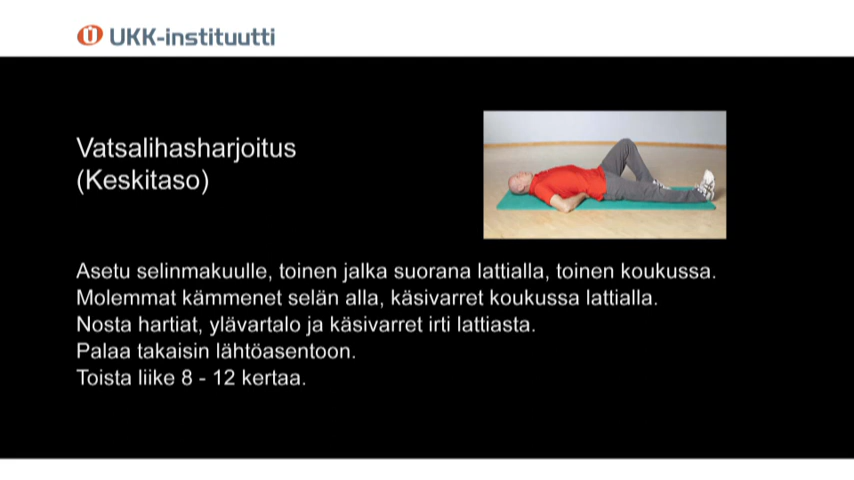 UKK-instituutti
Vatsalihasharjoitus
(Keskitaso)
Asetu selinmakuulle, toinen jalka suorana lattialla, toinen koukussa.
Molemmat kämmenet selän alla, käsivarret koukussa lattialla.
Nosta hartiat, ylävartalo ja käsivarret irti lattiasta.
Palaa takaisin lähtöasentoon.
Toista liike 8 - 12 kertaa.